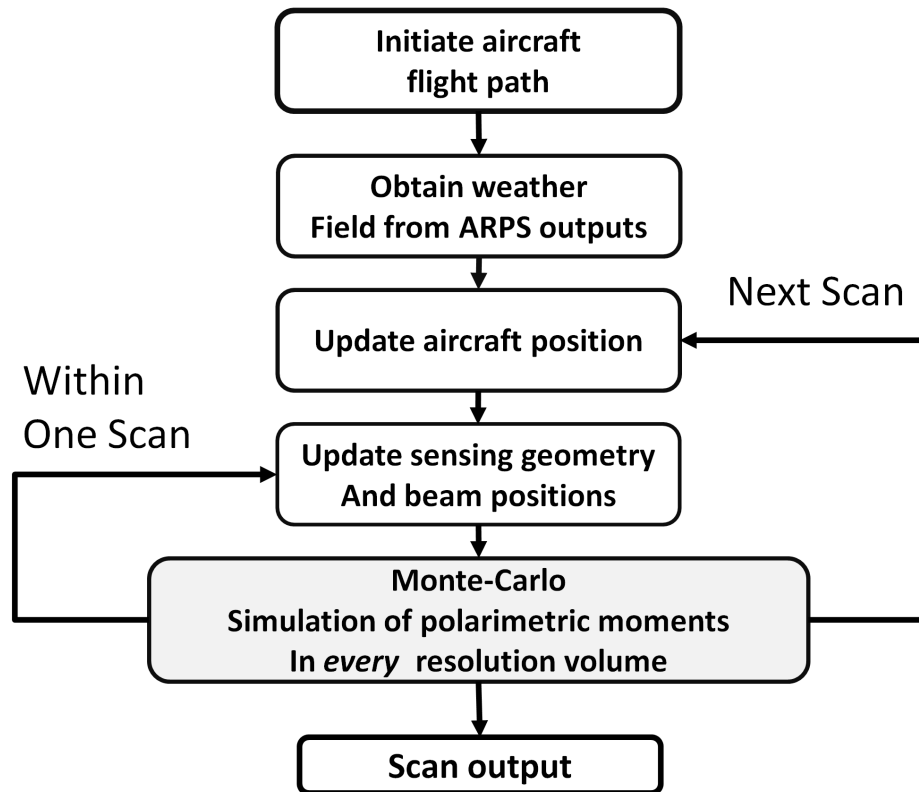 Initiate aircraft
flight path
Obtain weather
Field from ARPS outputs
Next Scan
Update aircraft position
Within
One Scan
Update sensing geometry
And beam positions
Monte-Carlo
Simulation of polarimetric moments
In every resolution volume
Scan output